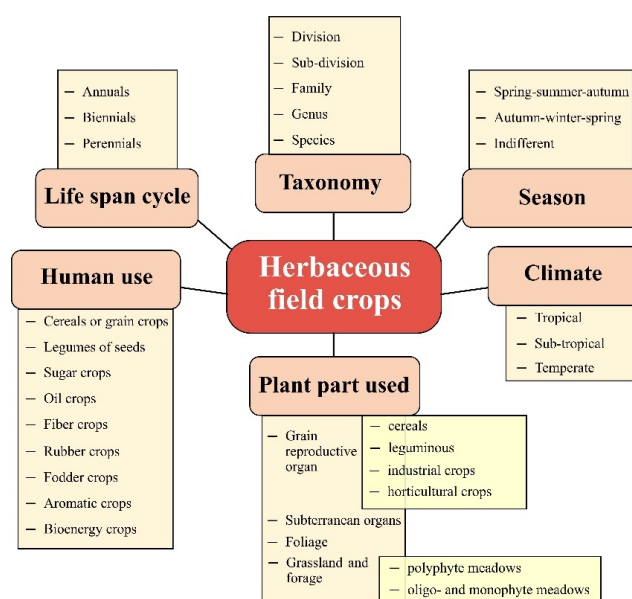 — Division
— Sub-division
— Family
— Genus
— Species
Taxonomy
— Annuals
— Biennials
— Perennials
Life span cycle
— Spring-summer-autumn
— Autumn-winter-spring
— Indifferent
Season
Herbaceous
field crops
Human use
— Cereals or grain crops
— Legumes of seeds
— Sugar crops
— Oil crops
— Fiber crops
— Rubber crops
— Fodder crops
— Aromatic crops
— Bioenergy crops
Climate
— Tropical
— Sub-tropical
— Temperate
Plant part used
— Grain
reproductive
organ
— cereals
— leguminous
— industrial crops
— horticultural crops
— Subterranean organs
— Foliage
— Grassland and
forage
— polyphyte meadows
— oligo- and monophyte meadows